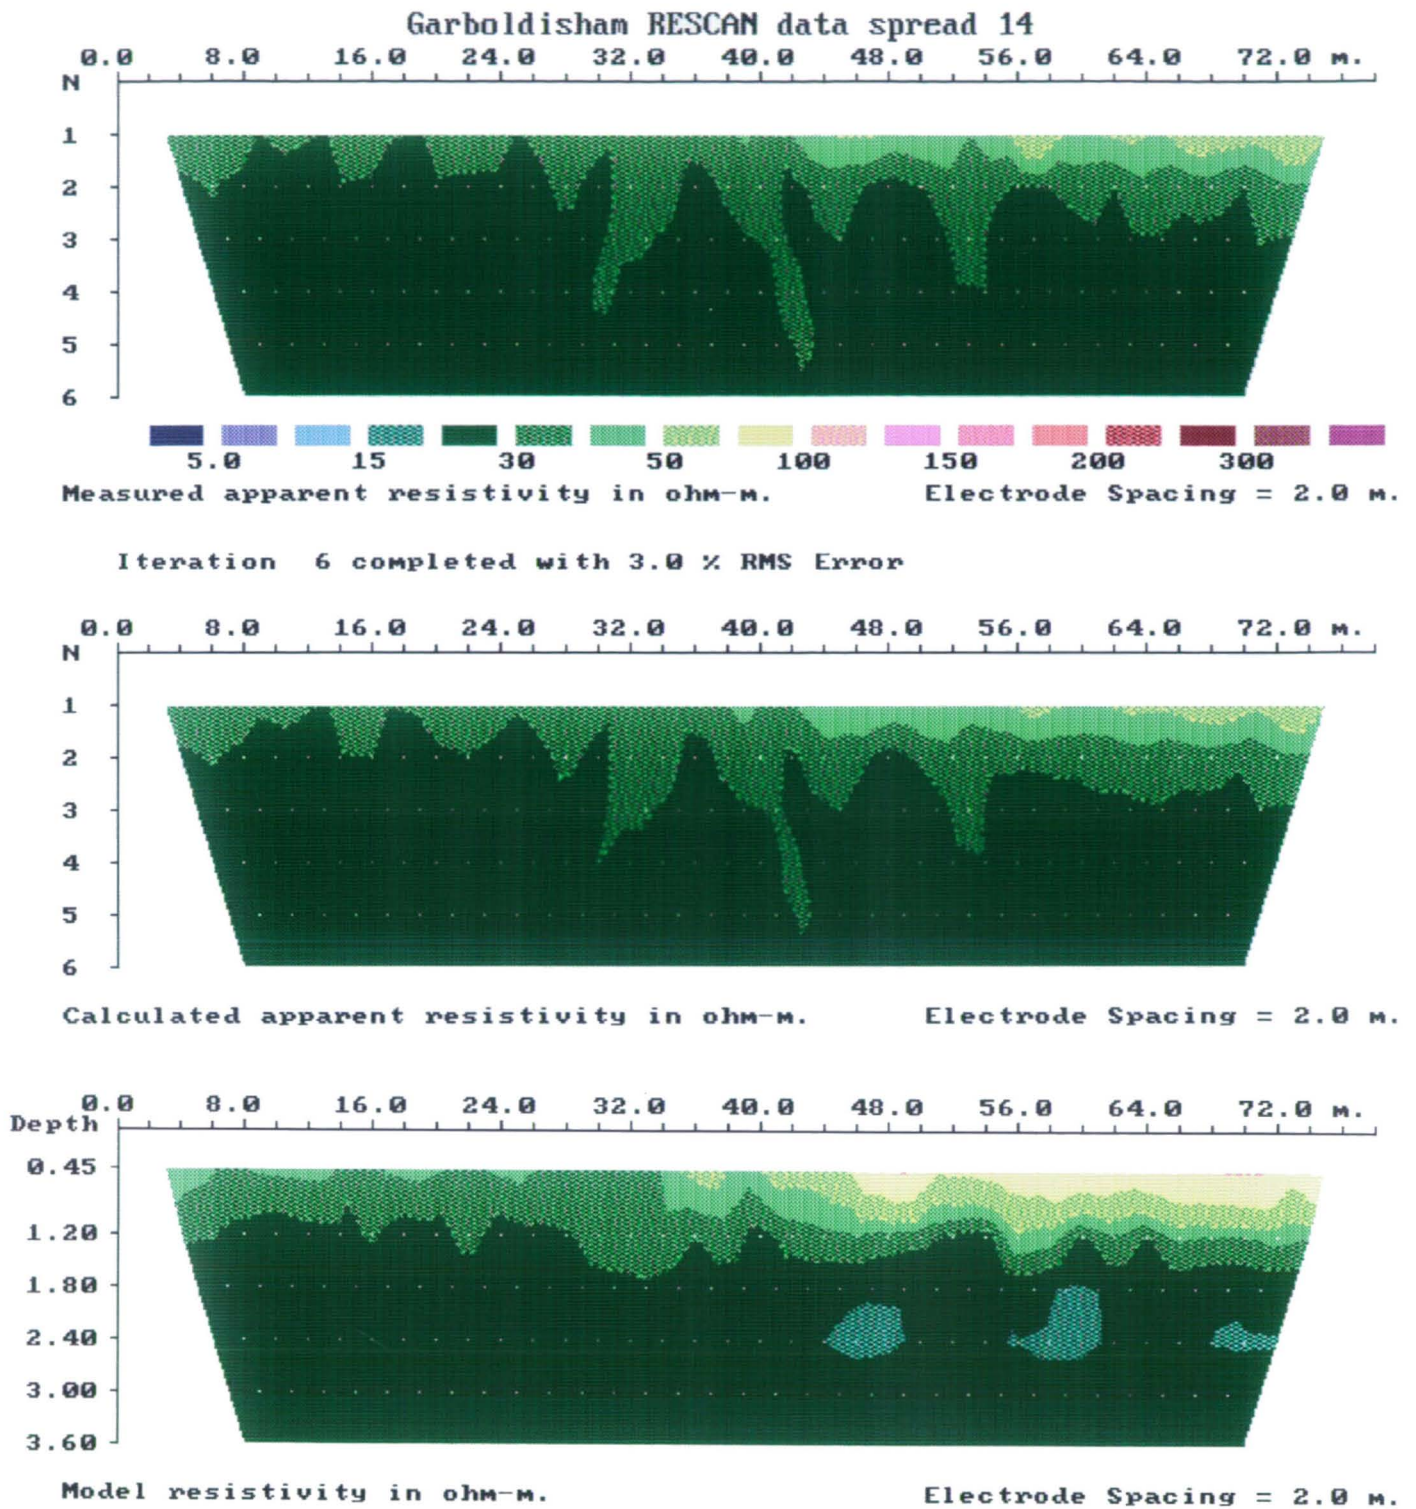 Garboldisham RESCAN data spread 14
0.0 8.0 16.0 24.0 32.0 40.0 48.0 56.0 64.0 72.0 m.
N
1
2
3
4
5
6
5.0 15 30 50 100 150 200 300
Measured apparent resistivity in ohm-m. Electrode Spacing = 2.0 m.
Iteration 6 completed with 3.0 % RMS Error
0.0 8.0 16.0 24.0 32.0 40.0 48.0 56.0 64.0 72.0 m.
N
1
2
3
4
5
6
Calculated apparent resistivity in ohm-m. Electrode Spacing = 2.0 m.
0.0 8.0 16.0 24.0 32.0 40.0 48.0 56.0 64.0 72.0 m.
Depth
0.45
1.20
1.80
2.40
3.00
3.60
Model resistivity in ohm-m. Electrode Spacing = 2.0 m.